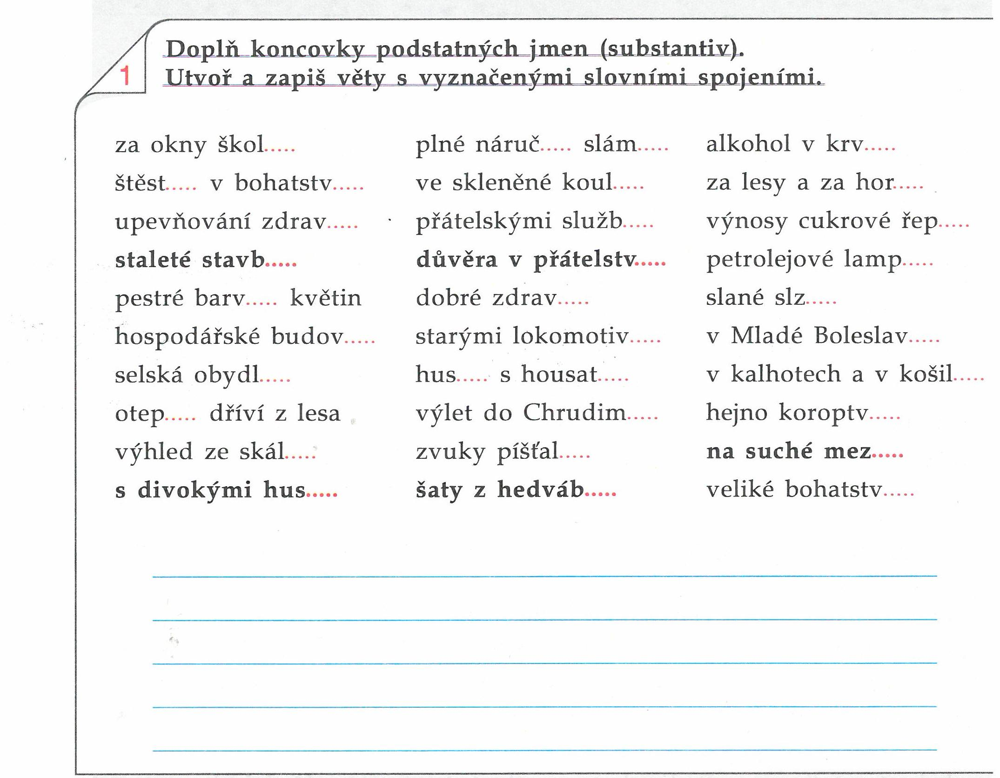 Doplň koncovky podstatných jmen (substantiv).
1
Utvoř a zapiš věty s vyznačenými slovními spojeními.
za okny škol..... plné náruč..... slám..... alkohol v krv.....
štěst..... v bohatstv..... ve skleněné koul..... za lesy a za hor.....
upevňování zdrav..... přátelskými služb..... výnosy cukrové řep.....
staleté stavb..... důvěra v přátelstv..... petrolejové lamp.....
pestré barv..... květin dobré zdrav..... slané slz.....
hospodářské budov..... starými lokomotiv..... v Mladé Boleslav.....
selská obydl..... hus..... s housat..... v kalhotech a v košil.....
otep..... dříví z lesa výlet do Chrudim..... hejno koroptv.....
výhled ze skál..... zvuky píšťal..... na suché mez.....
s divokými hus..... šaty z hedváb..... veliké bohatstv.....